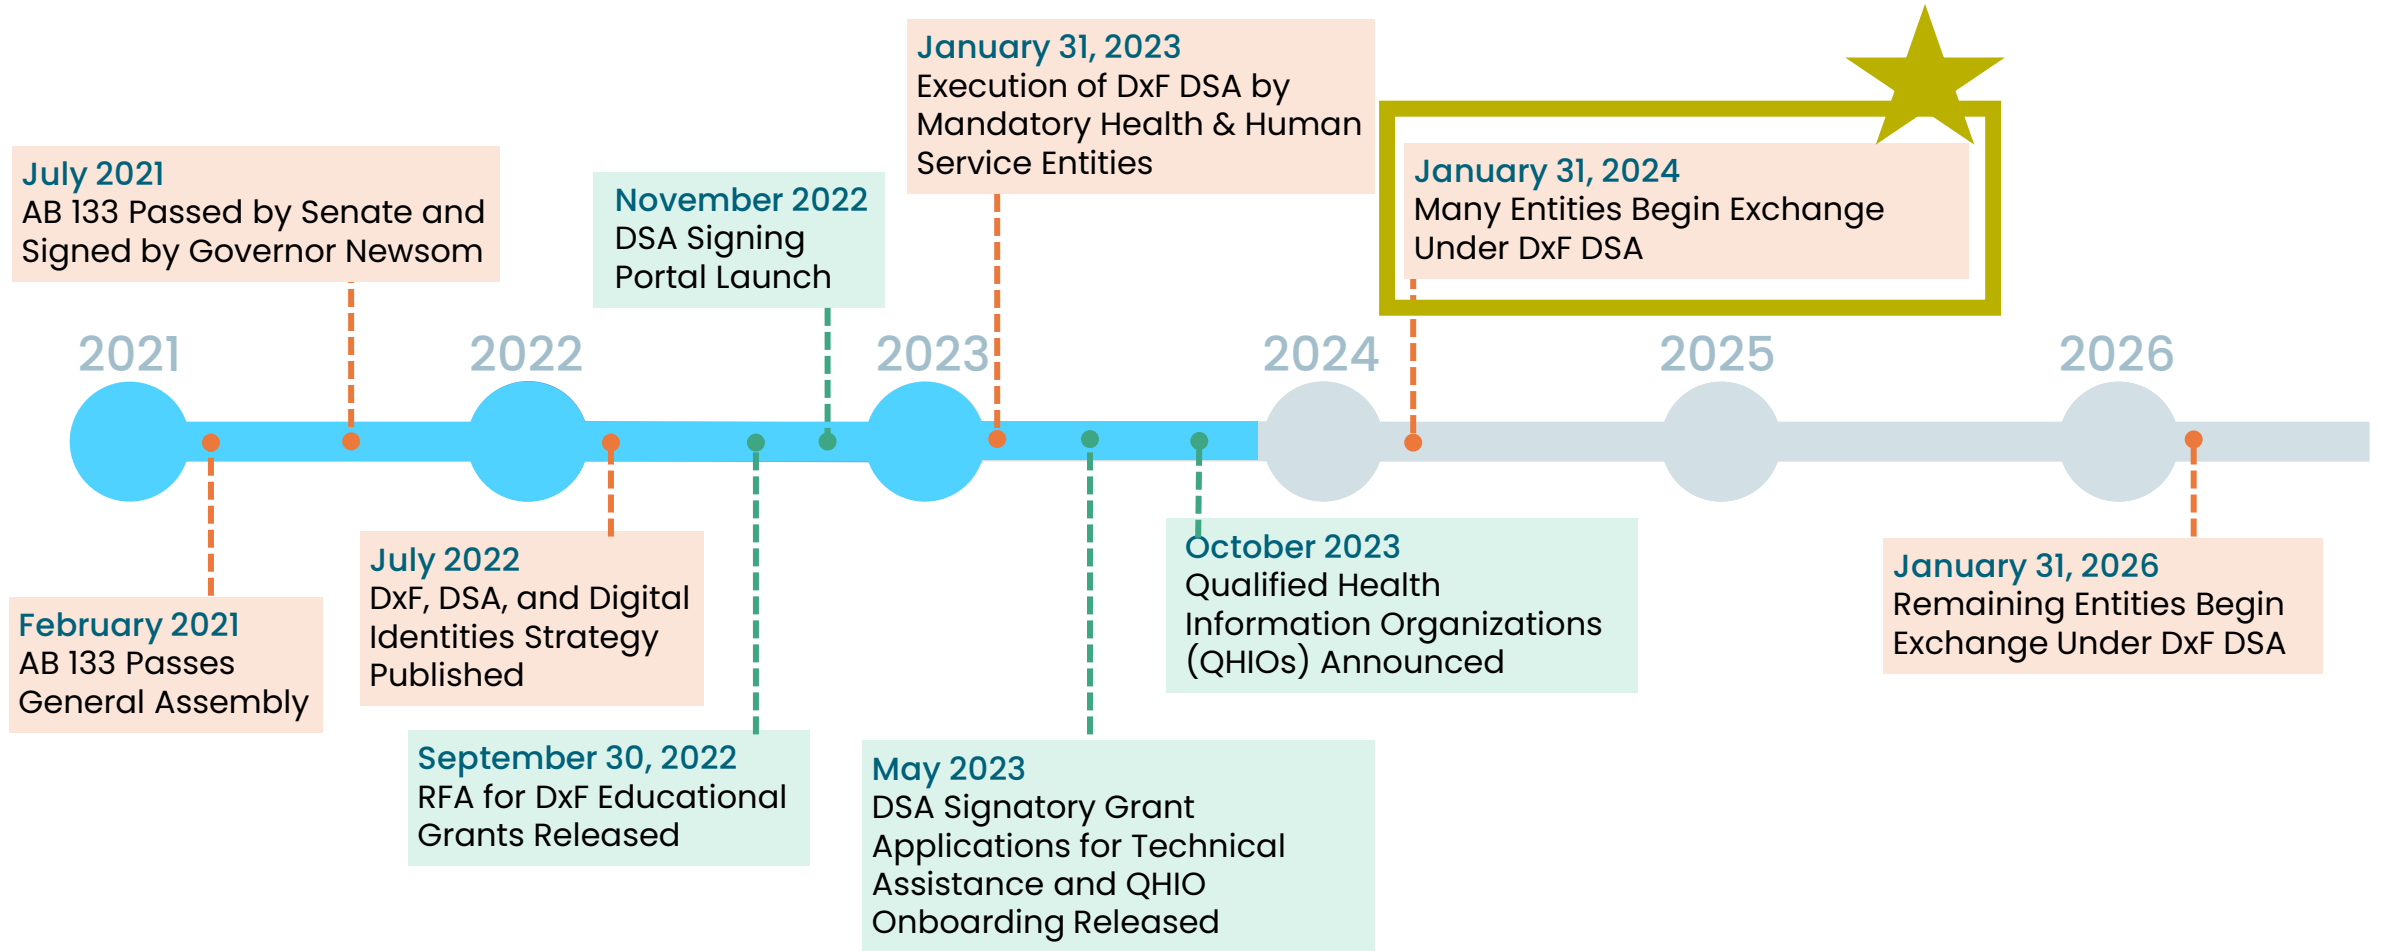 January 31, 2023
Execution of DxF DSA by
Mandatory Health & Human
Service Entities
July 2021
AB 133 Passed by Senate and
Signed by Governor Newsom
November 2022
DSA Signing
Portal Launch
January 31, 2024
Many Entities Begin Exchange
Under DxF DSA
2021
2022
2023
2024
2025
2026
February 2021
AB 133 Passes
General Assembly
July 2022
DxF, DSA, and Digital
Identities Strategy
Published
September 30, 2022
RFA for DxF Educational
Grants Released
May 2023
DSA Signatory Grant
Applications for Technical
Assistance and QHIO
Onboarding Released
October 2023
Qualified Health
Information Organizations
(QHIOs) Announced
January 31, 2026
Remaining Entities Begin
Exchange Under DxF DSA